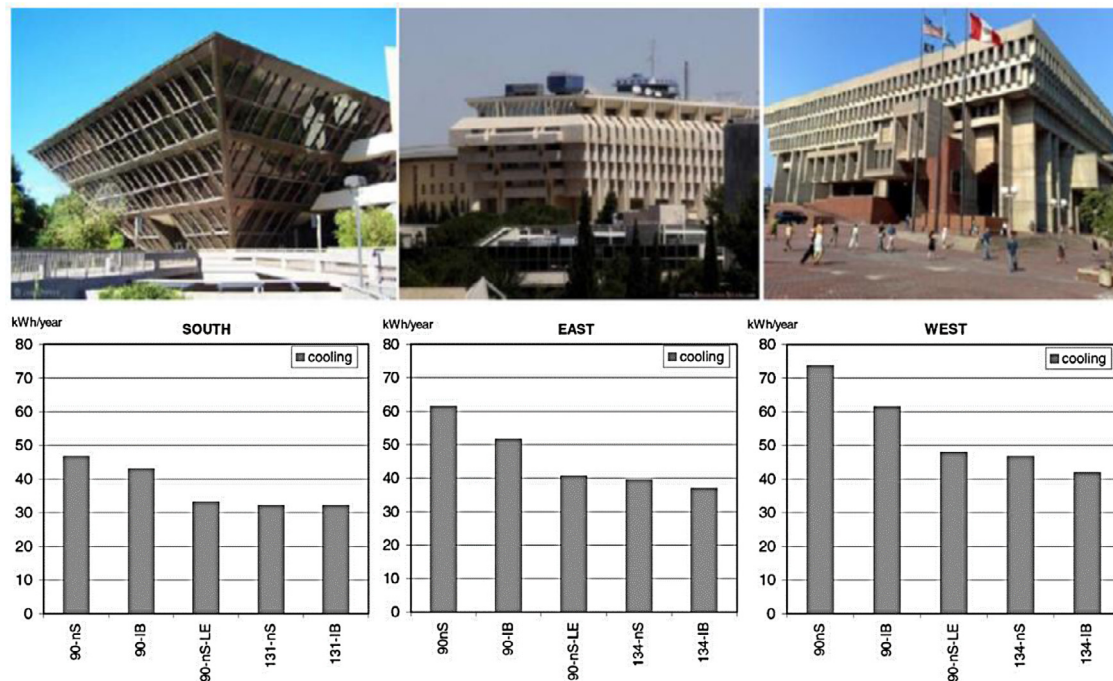 kWh/year
SOUTH
cooling
80
70
60
50
40
30
20
10
0
90-nS
90-IB
90-nS-LE
131-nS
131-IB
kWh/year
EAST
cooling
80
70
60
50
40
30
20
10
0
90nS
90-IB
90-nS-LE
134-nS
134-IB
kWh/year
WEST
cooling
80
70
60
50
40
30
20
10
0
90nS
90-IB
90-nS-LE
134-nS
134-IB